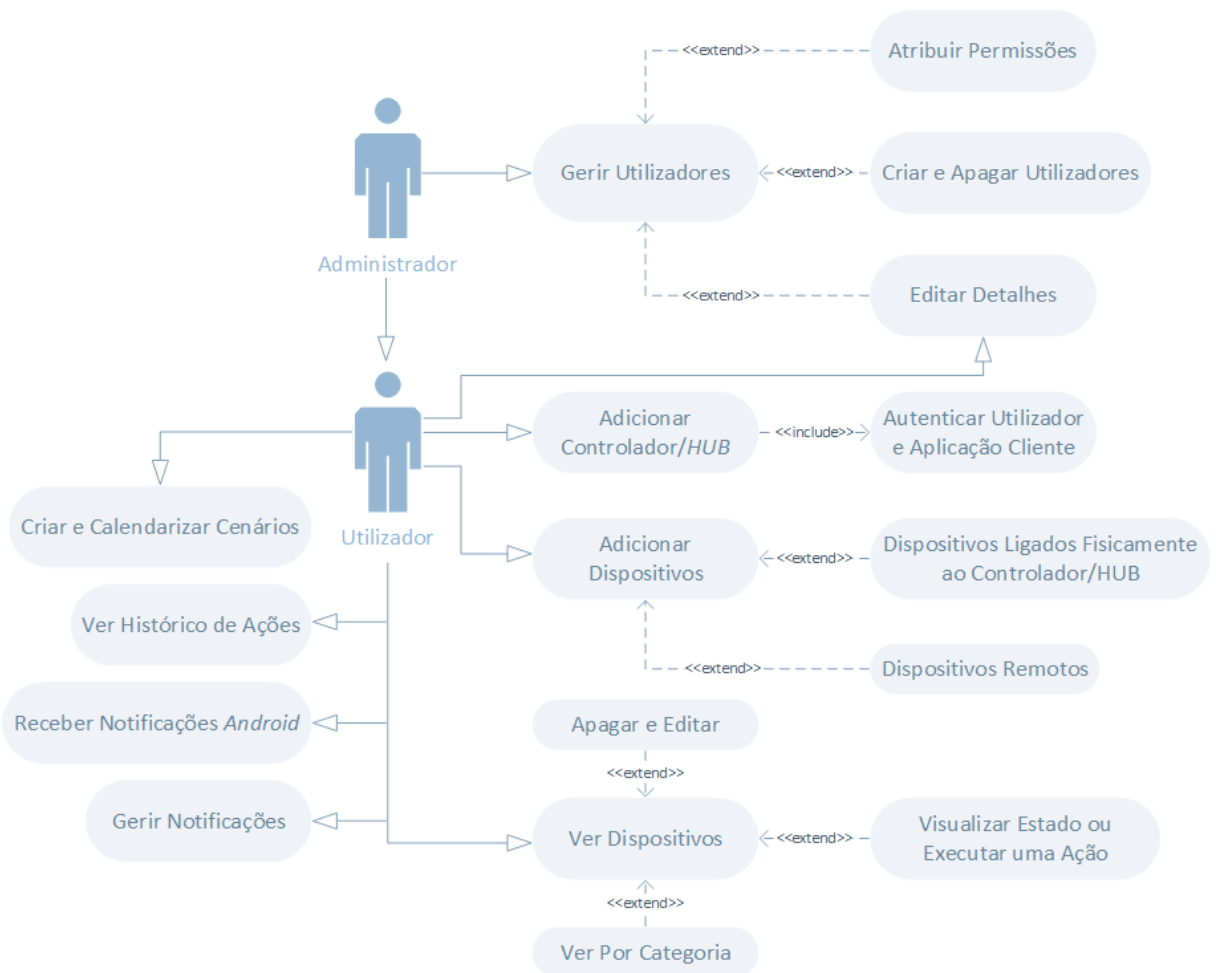 <<extend>>
Atribuir Permissões
Gerir Utilizadores
<<extend>>
Criar e Apagar Utilizadores
Administrador
<<extend>>
Editar Detalhes
Adicionar
Controlador/HUB
<<include>>
Autenticar Utilizador
e Aplicação Cliente
Criar e Calendarizar Cenários
Utilizador
Adicionar
Dispositivos
<<extend>>
Dispositivos Ligados Fisicamente
ao Controlador/HUB
Ver Histórico de Ações
<<extend>>
Dispositivos Remotos
Receber Notificações Android
Apagar e Editar
<<extend>>
Gerir Notificações
Ver Dispositivos
<<extend>>
Visualizar Estado ou
Executar uma Ação
<<extend>>
Ver Por Categoria